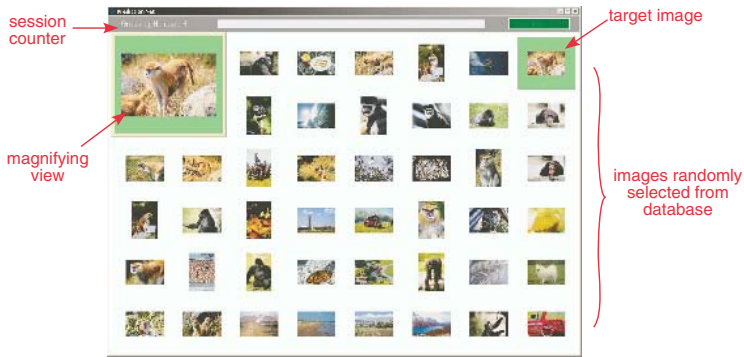 session
counter
target image
magnifying
view
images randomly
selected from
database